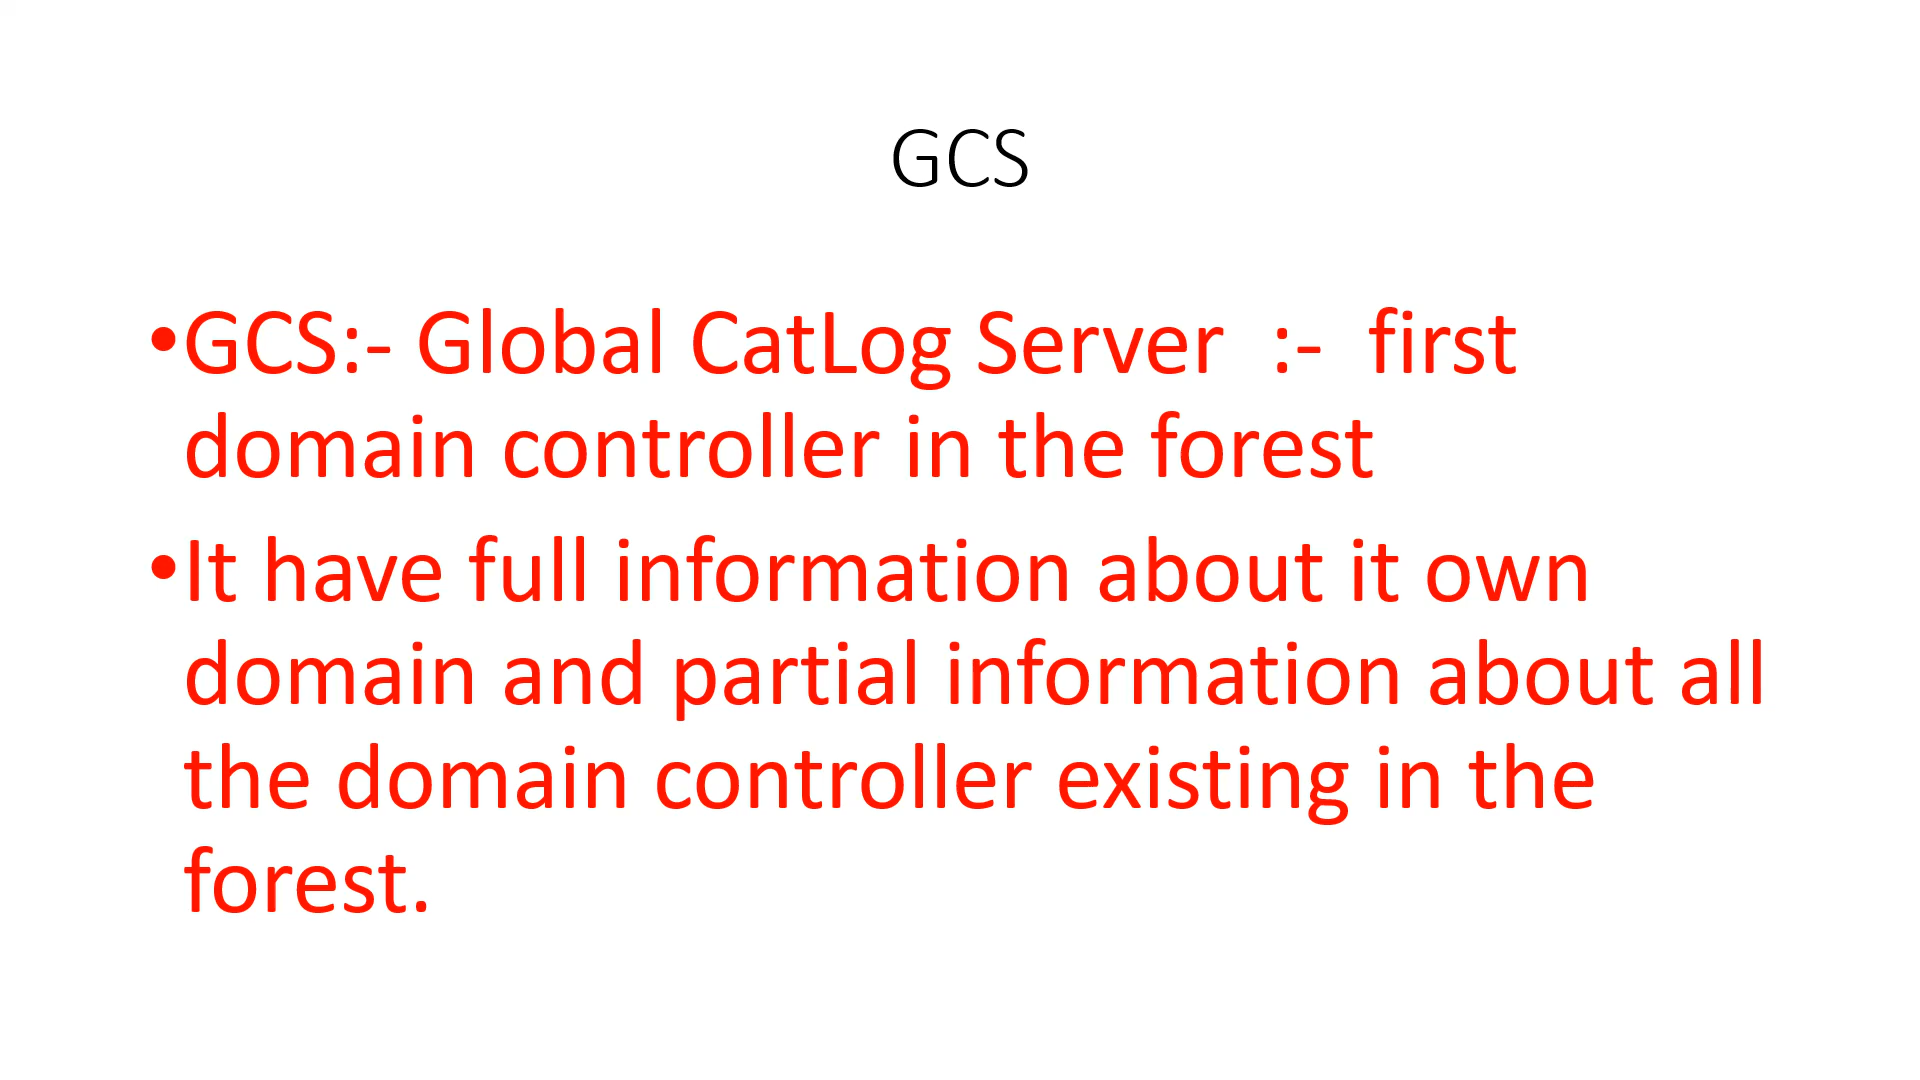 GCS
•GCS:- Global CatLog Server  :-  first
domain controller in the forest
•It have full information about it own
domain and partial information about all
the domain controller existing in the
forest.